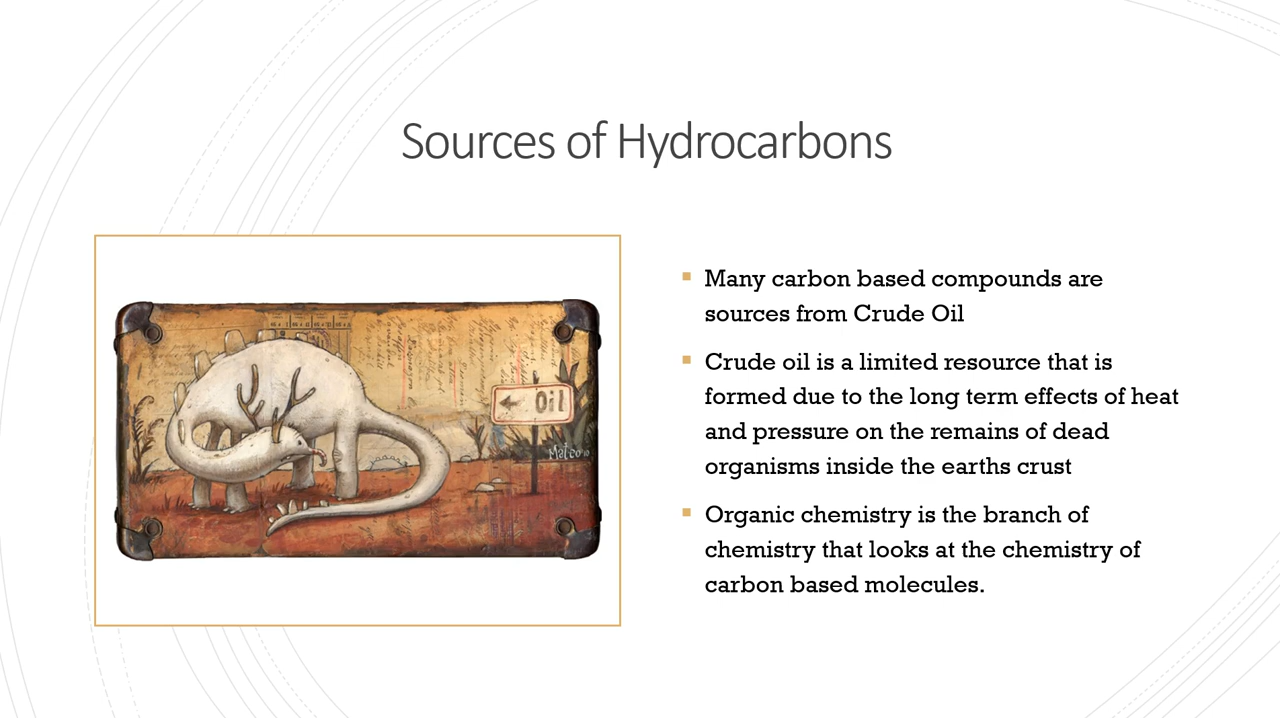 Sources of Hydrocarbons
Oil
Many carbon based compounds are
sources from Crude Oil
Crude oil is a limited resource that is
formed due to the long term effects of heat
and pressure on the remains of dead
organisms inside the earths crust
Organic chemistry is the branch of
chemistry that looks at the chemistry of
carbon based molecules.